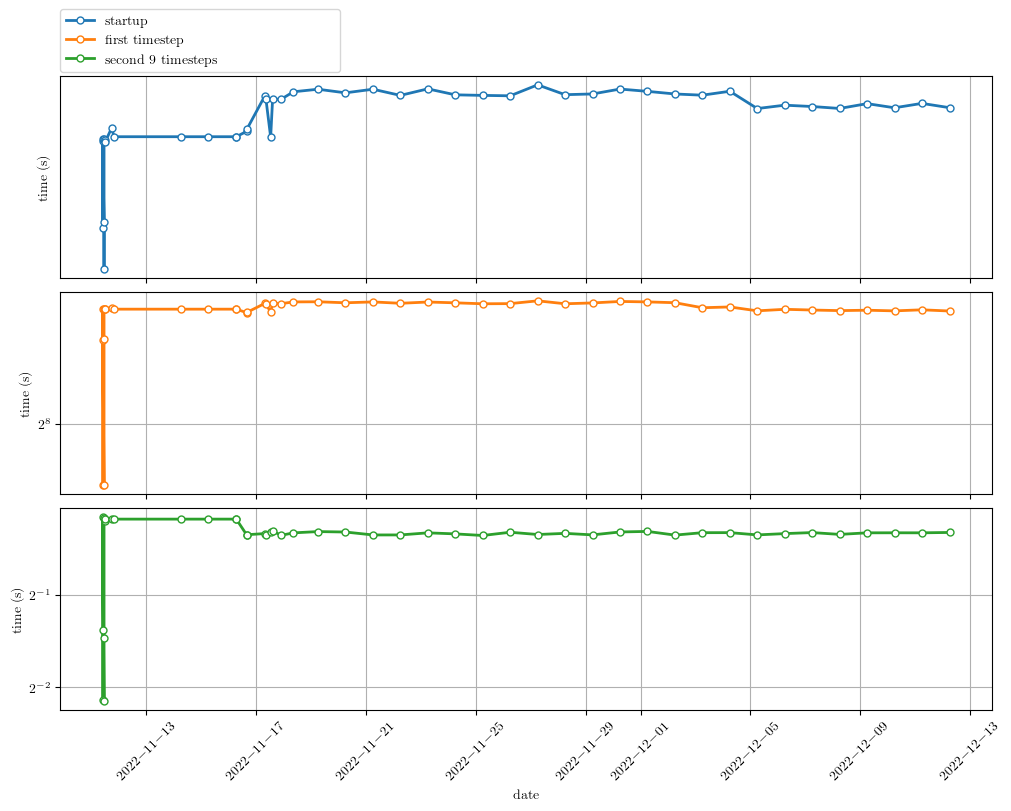 startup
first timestep
second 9 timesteps
time (s)
time (s)
2⁸
time (s)
2⁻¹
2⁻²
2022−11−13
2022−11−17
2022−11−21
2022−11−25
2022−11−29
2022−12−01
2022−12−05
2022−12−09
2022−12−13
date